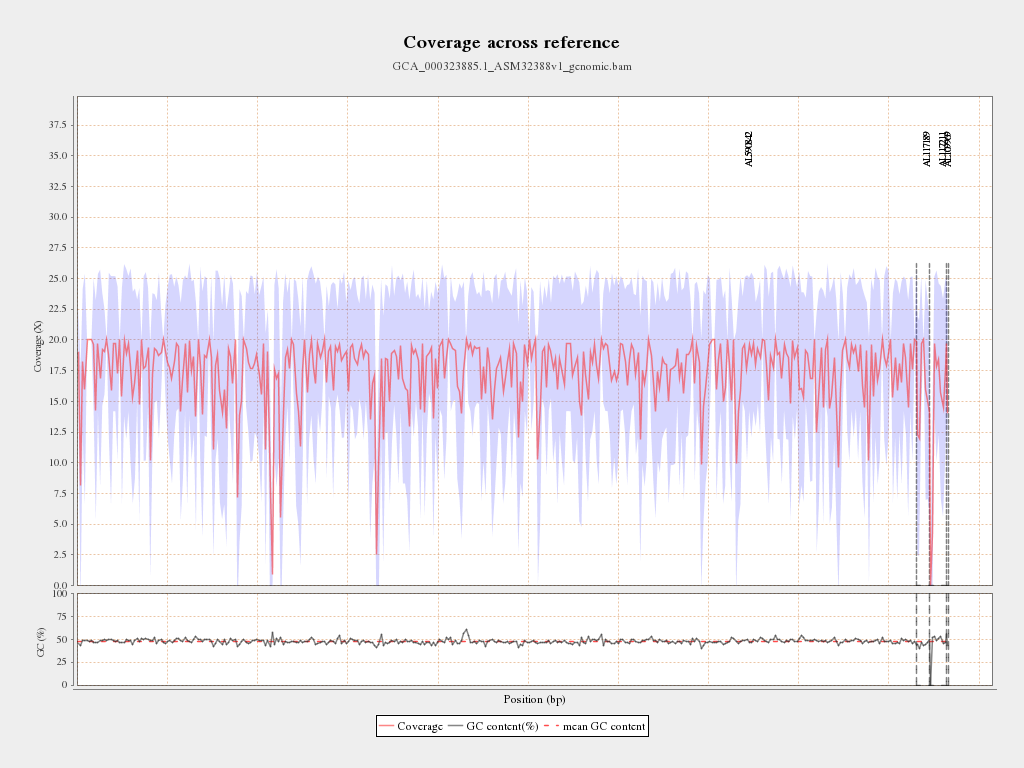 Coverage across reference
GCA_000323885.1_ASM32388v1_genomic.bam
37.5
35.0
32.5
30.0
27.5
25.0
22.5
20.0
17.5
15.0
12.5
10.0
7.5
5.0
2.5
0.0
Coverage (X)
AL590842
AL117189
AL117211
AL109969
100
75
50
25
0
GC (%)
Position (bp)
Coverage GC content(%) mean GC content